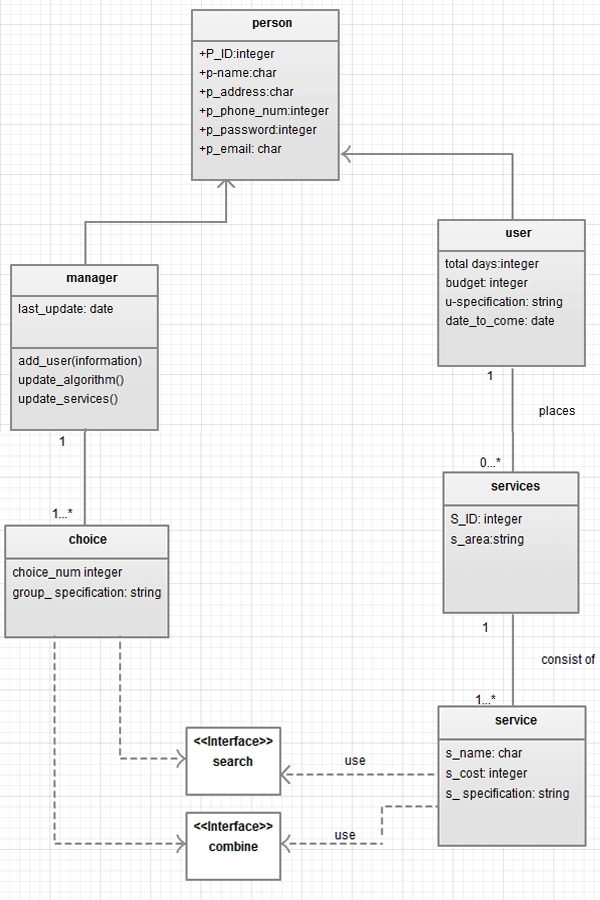 person
+P_ID:integer
+p-name:char
+p_address:char
+p_phone_num:integer
+p_password:integer
+p_email: char
manager
last_update: date
add_user(information)
update_algorithm()
update_services()
user
total days:integer
budget: integer
u-specification: string
date_to_come: date
1
places
0...*
1
1...*
services
S_ID: integer
s_area:string
choice
choice_num integer
group_ specification: string
1
consist of
1...*
service
s_name: char
s_cost: integer
s_ specification: string
<<Interface>>
search
use
<<Interface>>
combine
use